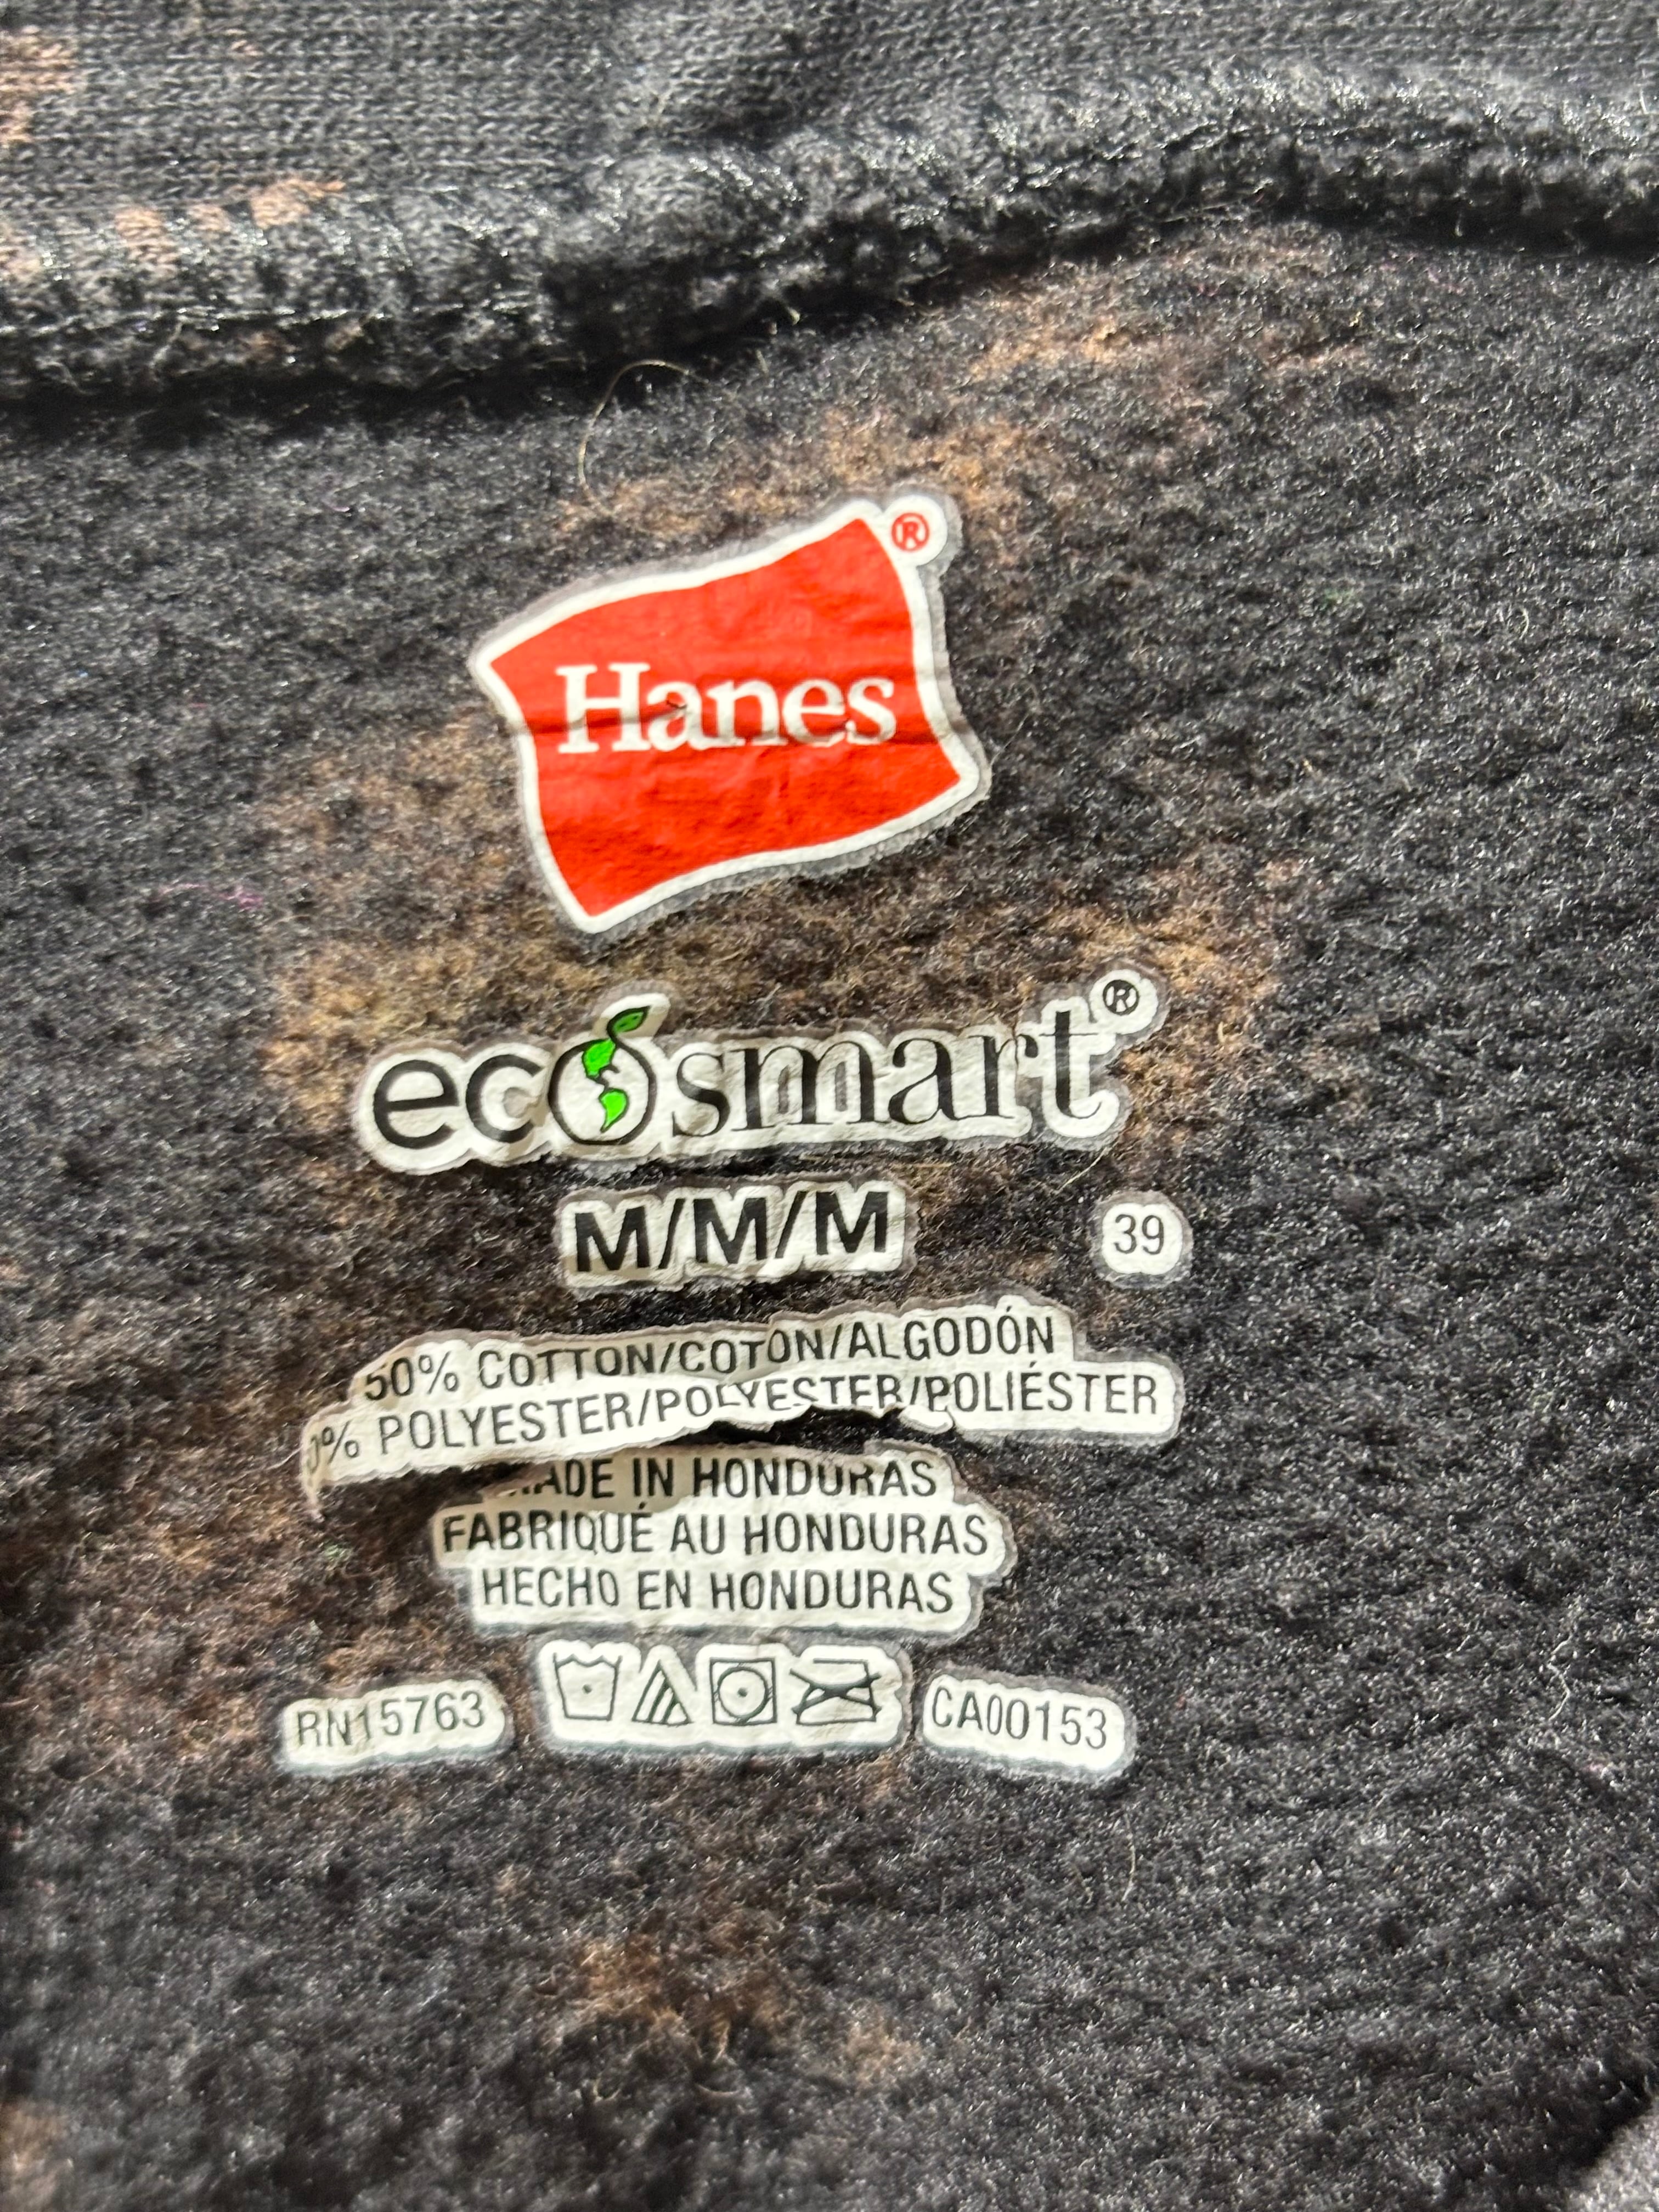 Hanes®
ecosmart®
M/M/M 39
50% COTTON/COTON/ALGODÓN
0% POLYESTER/POLYESTER/POLIÉSTER
MADE IN HONDURAS
FABRIQUÉ AU HONDURAS
HECHO EN HONDURAS
RN15763 CA00153